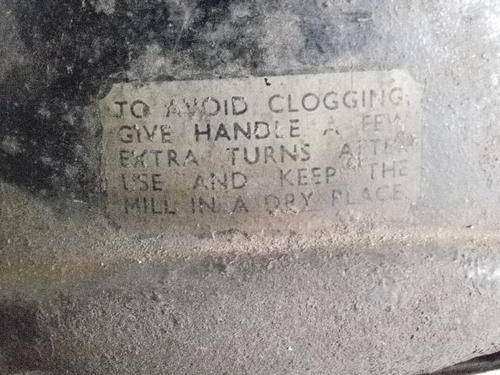 TO AVOID CLOGGING,
GIVE HANDLE A FEW
EXTRA TURNS AFTER
USE AND KEEP THE
MILL IN A DRY PLACE.